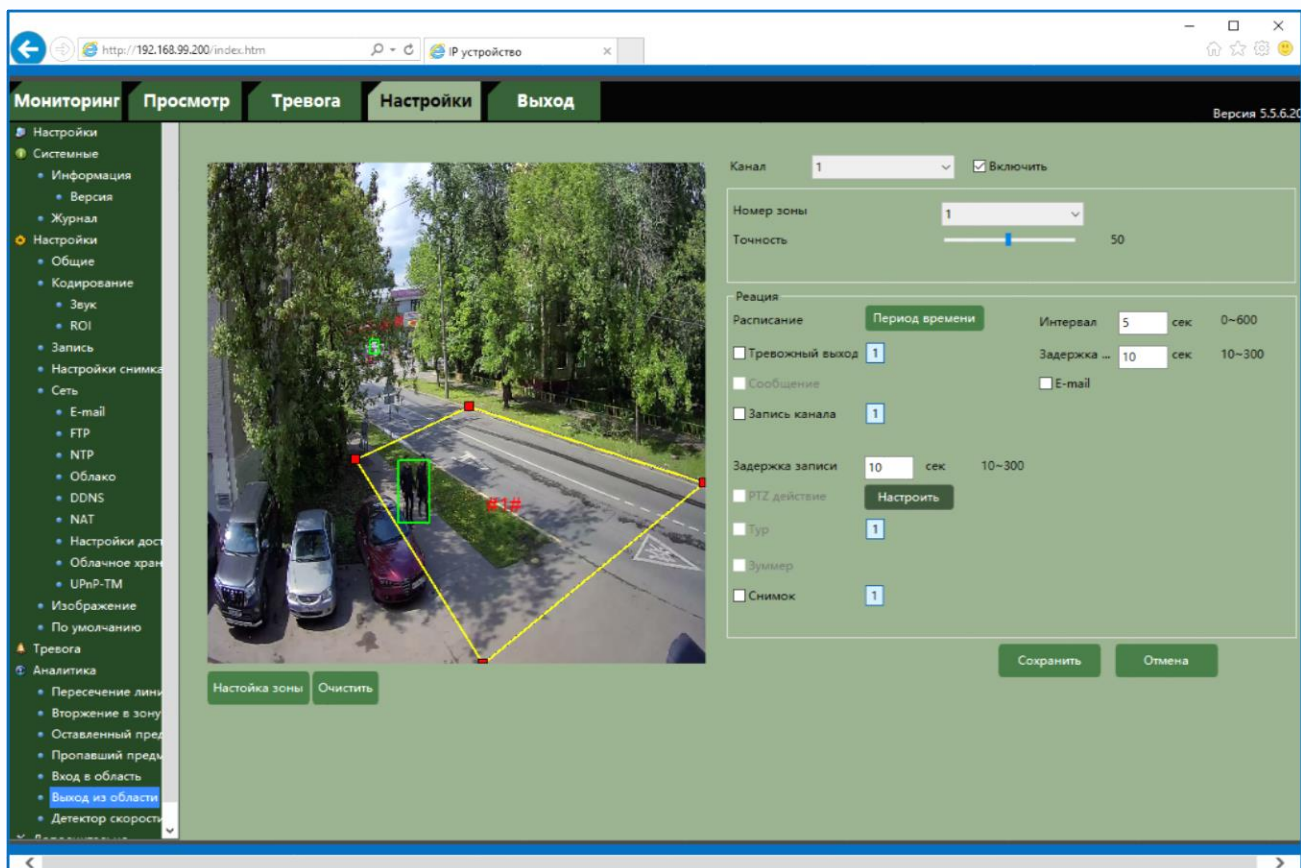 http://192.168.99.200/index.htm
IP устройство
Мониторинг
Просмотр
Тревога
Настройки
Выход
Версия 5.5.6.20
Настройки
Системные
Информация
Версия
Журнал
Настройки
Общие
Кодирование
Звук
ROI
Запись
Настройки снимка
Сеть
E-mail
FTP
NTP
Облако
DDNS
NAT
Настройки дост
Облачное хран
UPnP-TM
Изображение
По умолчанию
Тревога
Аналитика
Пересечение лини
Вторжение в зону
Оставленный пред
Пропавший предм
Вход в область
Выход из области
Детектор скорости
#1#
Настойка зоны
Очистить
Канал 1 Включить
Номер зоны 1
Точность 50
Реация
Расписание Период времени Интервал 5 сек 0~600
Тревожный выход 1 Задержка ... 10 сек 10~300
Сообщение E-mail
Запись канала 1
Задержка записи 10 сек 10~300
PTZ действие Настроить
Тур 1
Зуммер
Снимок 1
Сохранить Отмена